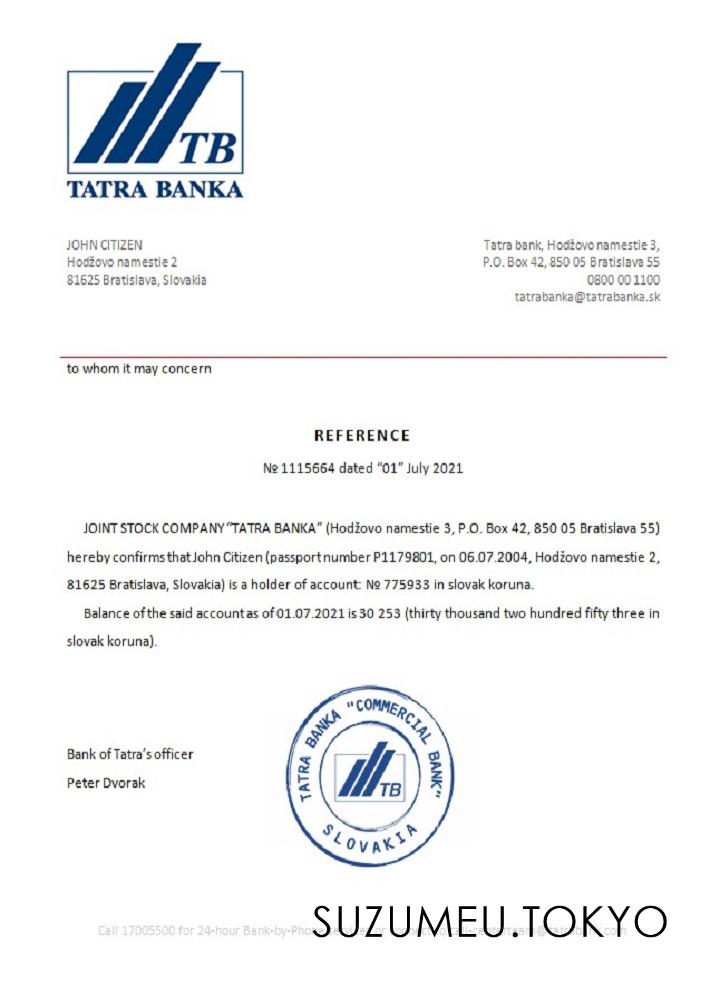 TB
TATRA BANKA
JOHN CITIZEN
Hodžovo namestie 2
81625 Bratislava, Slovakia
Tatra bank, Hodžovo namestie 3,
P.O. Box 42, 850 05 Bratislava 55
0800 00 1100
tatrabanka@tatrabanka.sk
to whom it may concern
REFERENCE
№ 1115664 dated “01” July 2021
JOINT STOCK COMPANY “TATRA BANKA” (Hodžovo namestie 3, P.O. Box 42, 850 05 Bratislava 55)
hereby confirms that John Citizen (passport number P1179801, on 06.07.2004, Hodžovo namestie 2,
81625 Bratislava, Slovakia) is a holder of account: № 775933 in slovak koruna.
Balance of the said account as of 01.07.2021 is 30 253 (thirty thousand two hundred fifty three in
slovak koruna).
Bank of Tatra’s officer
Peter Dvorak
TATRA BANKA "COMMERCIAL BANK"
TB
SLOVAKIA
Call 17005500 for 24-hour Bank-by-Phone
SUZUMEU.TOKYO